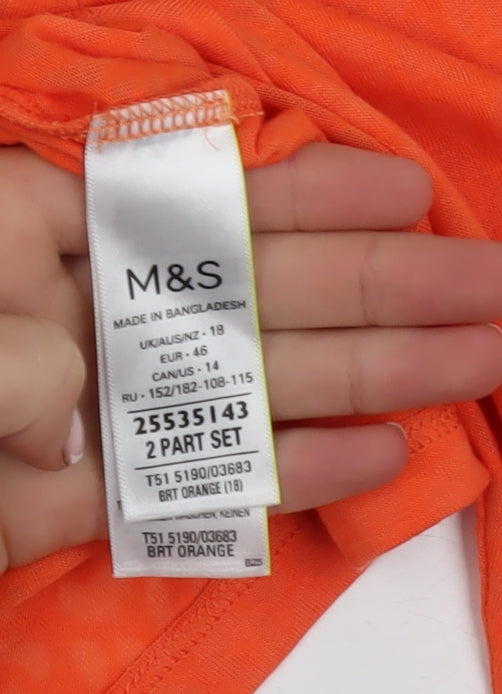 M&S
MADE IN BANGLADESH
UK/AUS/NZ - 18
EUR - 46
CAN/US - 14
RU - 152/182-108-115
25535143
2 PART SET
T51 5190/03683
BRT ORANGE (18)
KEINEN
T51 5190/03683
BRT ORANGE